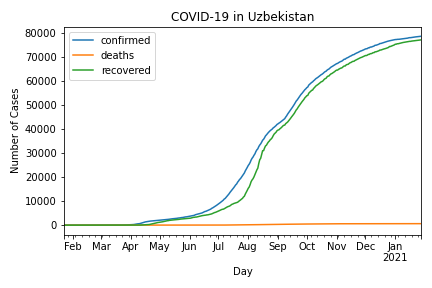 COVID-19 in Uzbekistan
confirmed
deaths
recovered
80000
70000
60000
50000
40000
30000
20000
10000
0
Number of Cases
Feb Mar Apr May Jun Jul Aug Sep Oct Nov Dec Jan
2021
Day